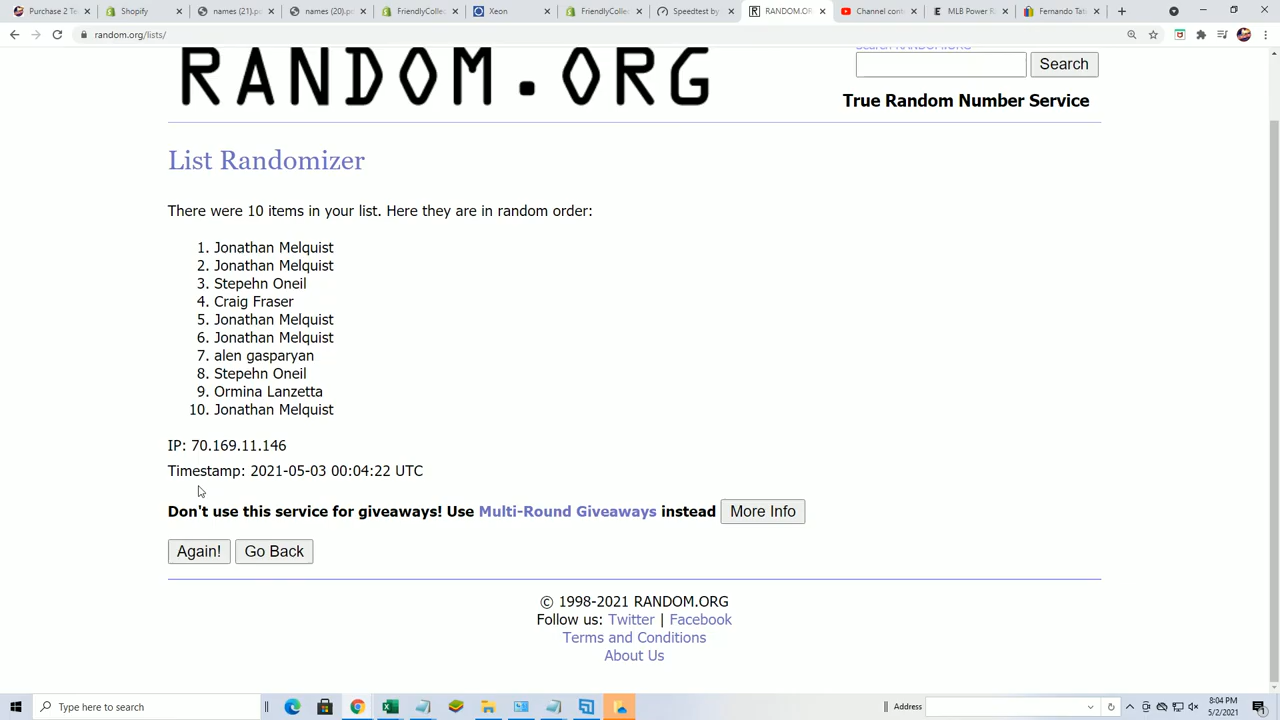 Purchase 2 Te
Shopify
names (21).p
names (20).p
FriendlyCollec
Xeon
FriendlyCollec
Speedtest by
RANDOM.OR
Channel cont
MLB Power R
Fernando Tati
random.org/lists/
RANDOM.ORG
Search RANDOM.ORG
Search
True Random Number Service
List Randomizer
There were 10 items in your list. Here they are in random order:
1. Jonathan Melquist
2. Jonathan Melquist
3. Stepehn Oneil
4. Craig Fraser
5. Jonathan Melquist
6. Jonathan Melquist
7. alen gasparyan
8. Stepehn Oneil
9. Ormina Lanzetta
10. Jonathan Melquist
IP: 70.169.11.146
Timestamp: 2021-05-03 00:04:22 UTC
Don't use this service for giveaways! Use Multi-Round Giveaways instead More Info
Again! Go Back
© 1998-2021 RANDOM.ORG
Follow us: Twitter | Facebook
Terms and Conditions
About Us
Type here to search
Address
8:04 PM
5/2/2021